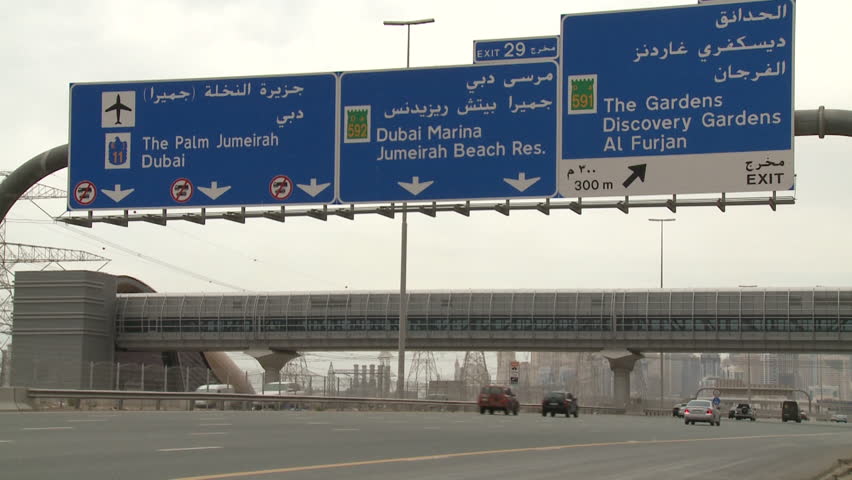 جزيرة النخلة (جميرا)
دبي
11
The Palm Jumeirah
Dubai
مرسى دبي
جميرا بيتش ريزيدنس
592
Dubai Marina
Jumeirah Beach Res.
EXIT 29 مخرج
الحدائق
ديسكفري غاردنز
الفرجان
591
The Gardens
Discovery Gardens
Al Furjan
٣٠٠ م
300 m
مخرج
EXIT